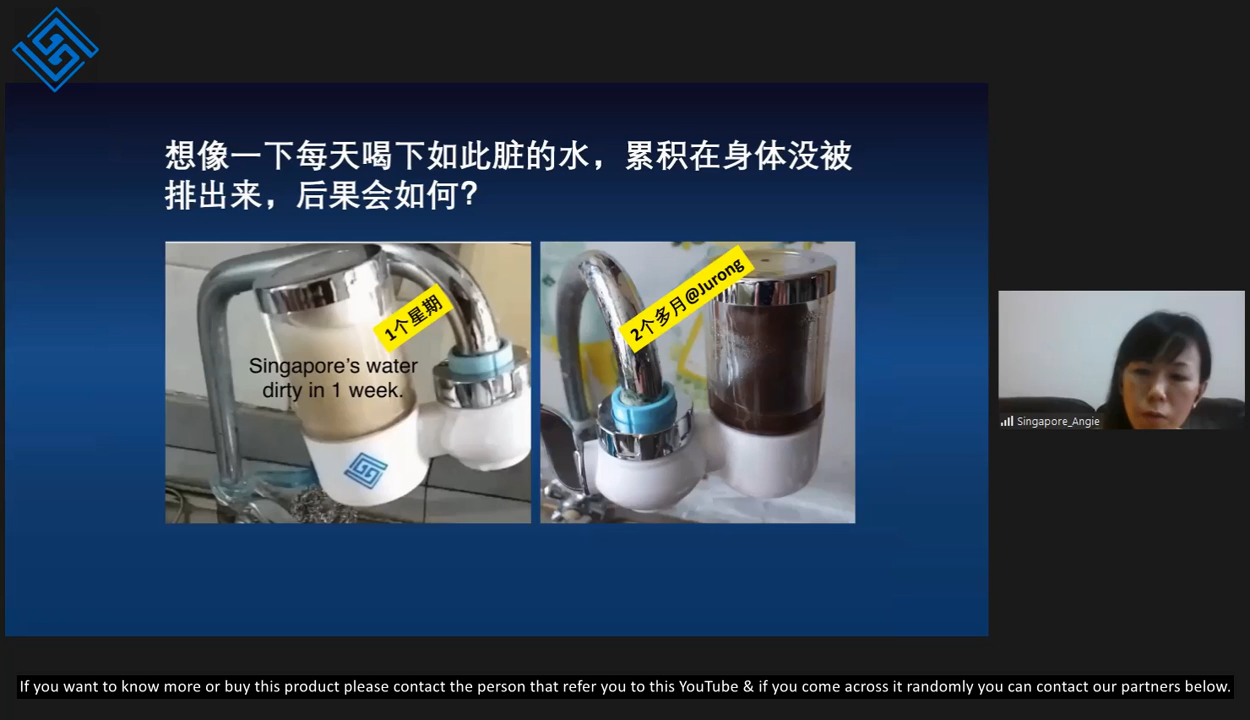 想像一下每天喝下如此脏的水，累积在身体没被
排出来，后果会如何?
1个星期
Singapore's water
dirty in 1 week.
2个多月@Jurong
Singapore_Angie
If you want to know more or buy this product please contact the person that refer you to this YouTube & if you come across it randomly you can contact our partners below.